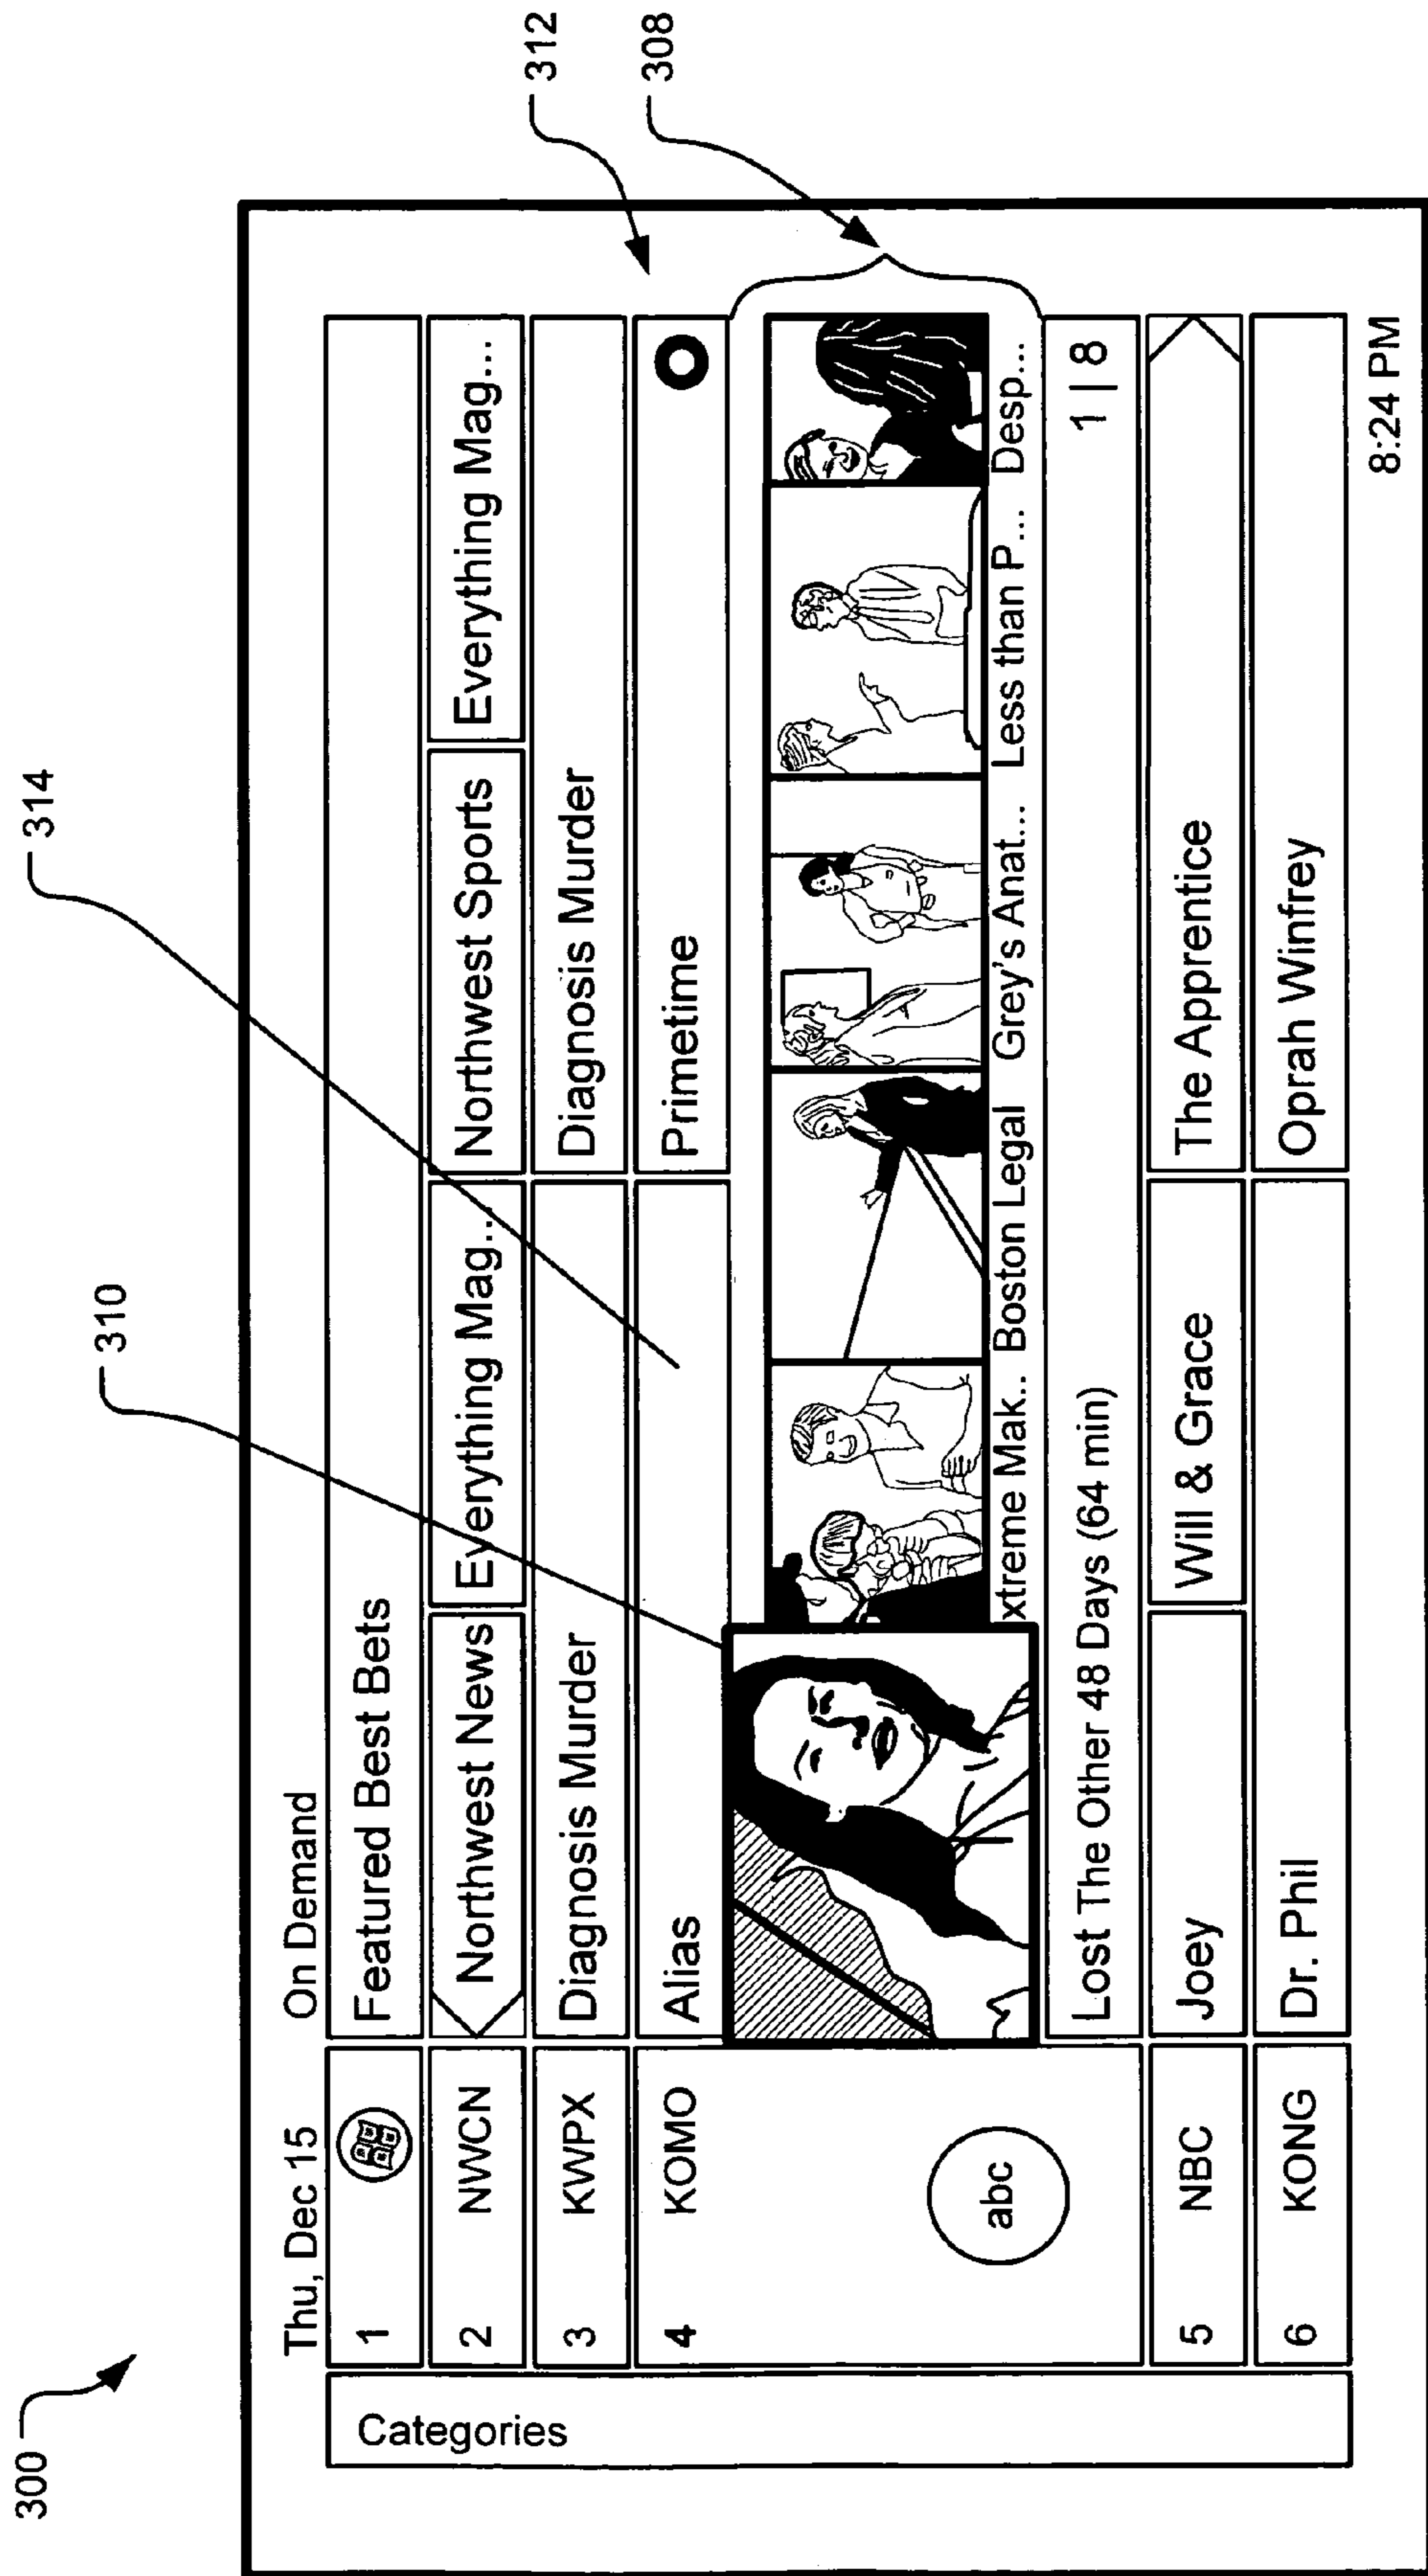 300
310
314
312
308
Thu, Dec 15 On Demand
Categories
1 Featured Best Bets
2 NWCN Northwest News Everything Mag... Northwest Sports Everything Mag...
3 KWPX Diagnosis Murder Diagnosis Murder
4 KOMO Alias Primetime
abc
xtreme Mak.. Boston Legal Grey's Anat... Less than P... Desp...
Lost The Other 48 Days (64 min) 1 | 8
5 NBC Joey Will & Grace The Apprentice
6 KONG Dr. Phil Oprah Winfrey
8:24 PM